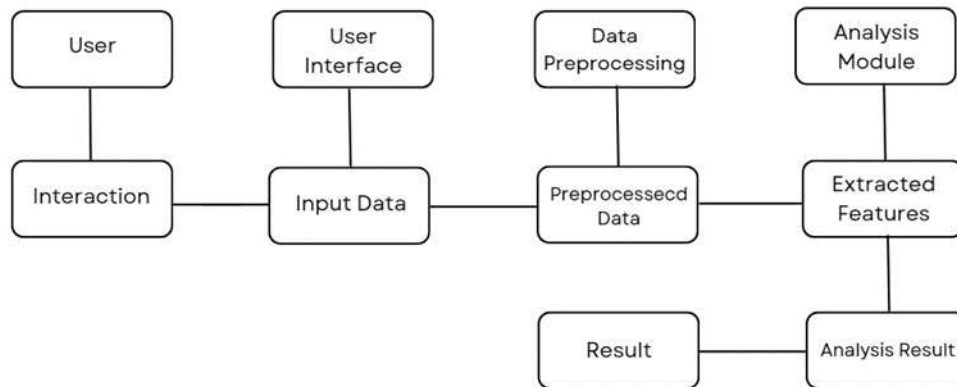 User
User
Interface
Data
Preprocessing
Analysis
Module
Interaction
Input Data
Preprocessecd
Data
Extracted
Features
Result
Analysis Result